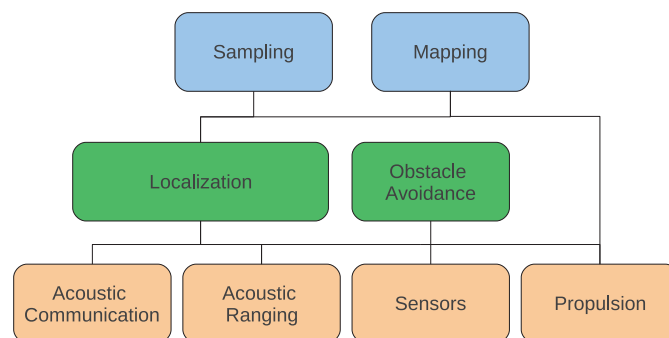 Sampling
Mapping
Localization
Obstacle
Avoidance
Acoustic
Communication
Acoustic
Ranging
Sensors
Propulsion